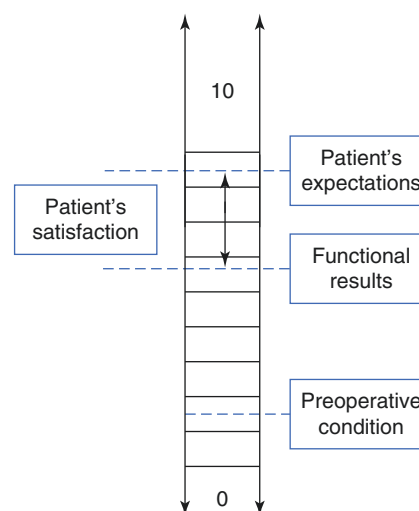 10
Patient's
expectations
Patient's
satisfaction
Functional
results
Preoperative
condition
0